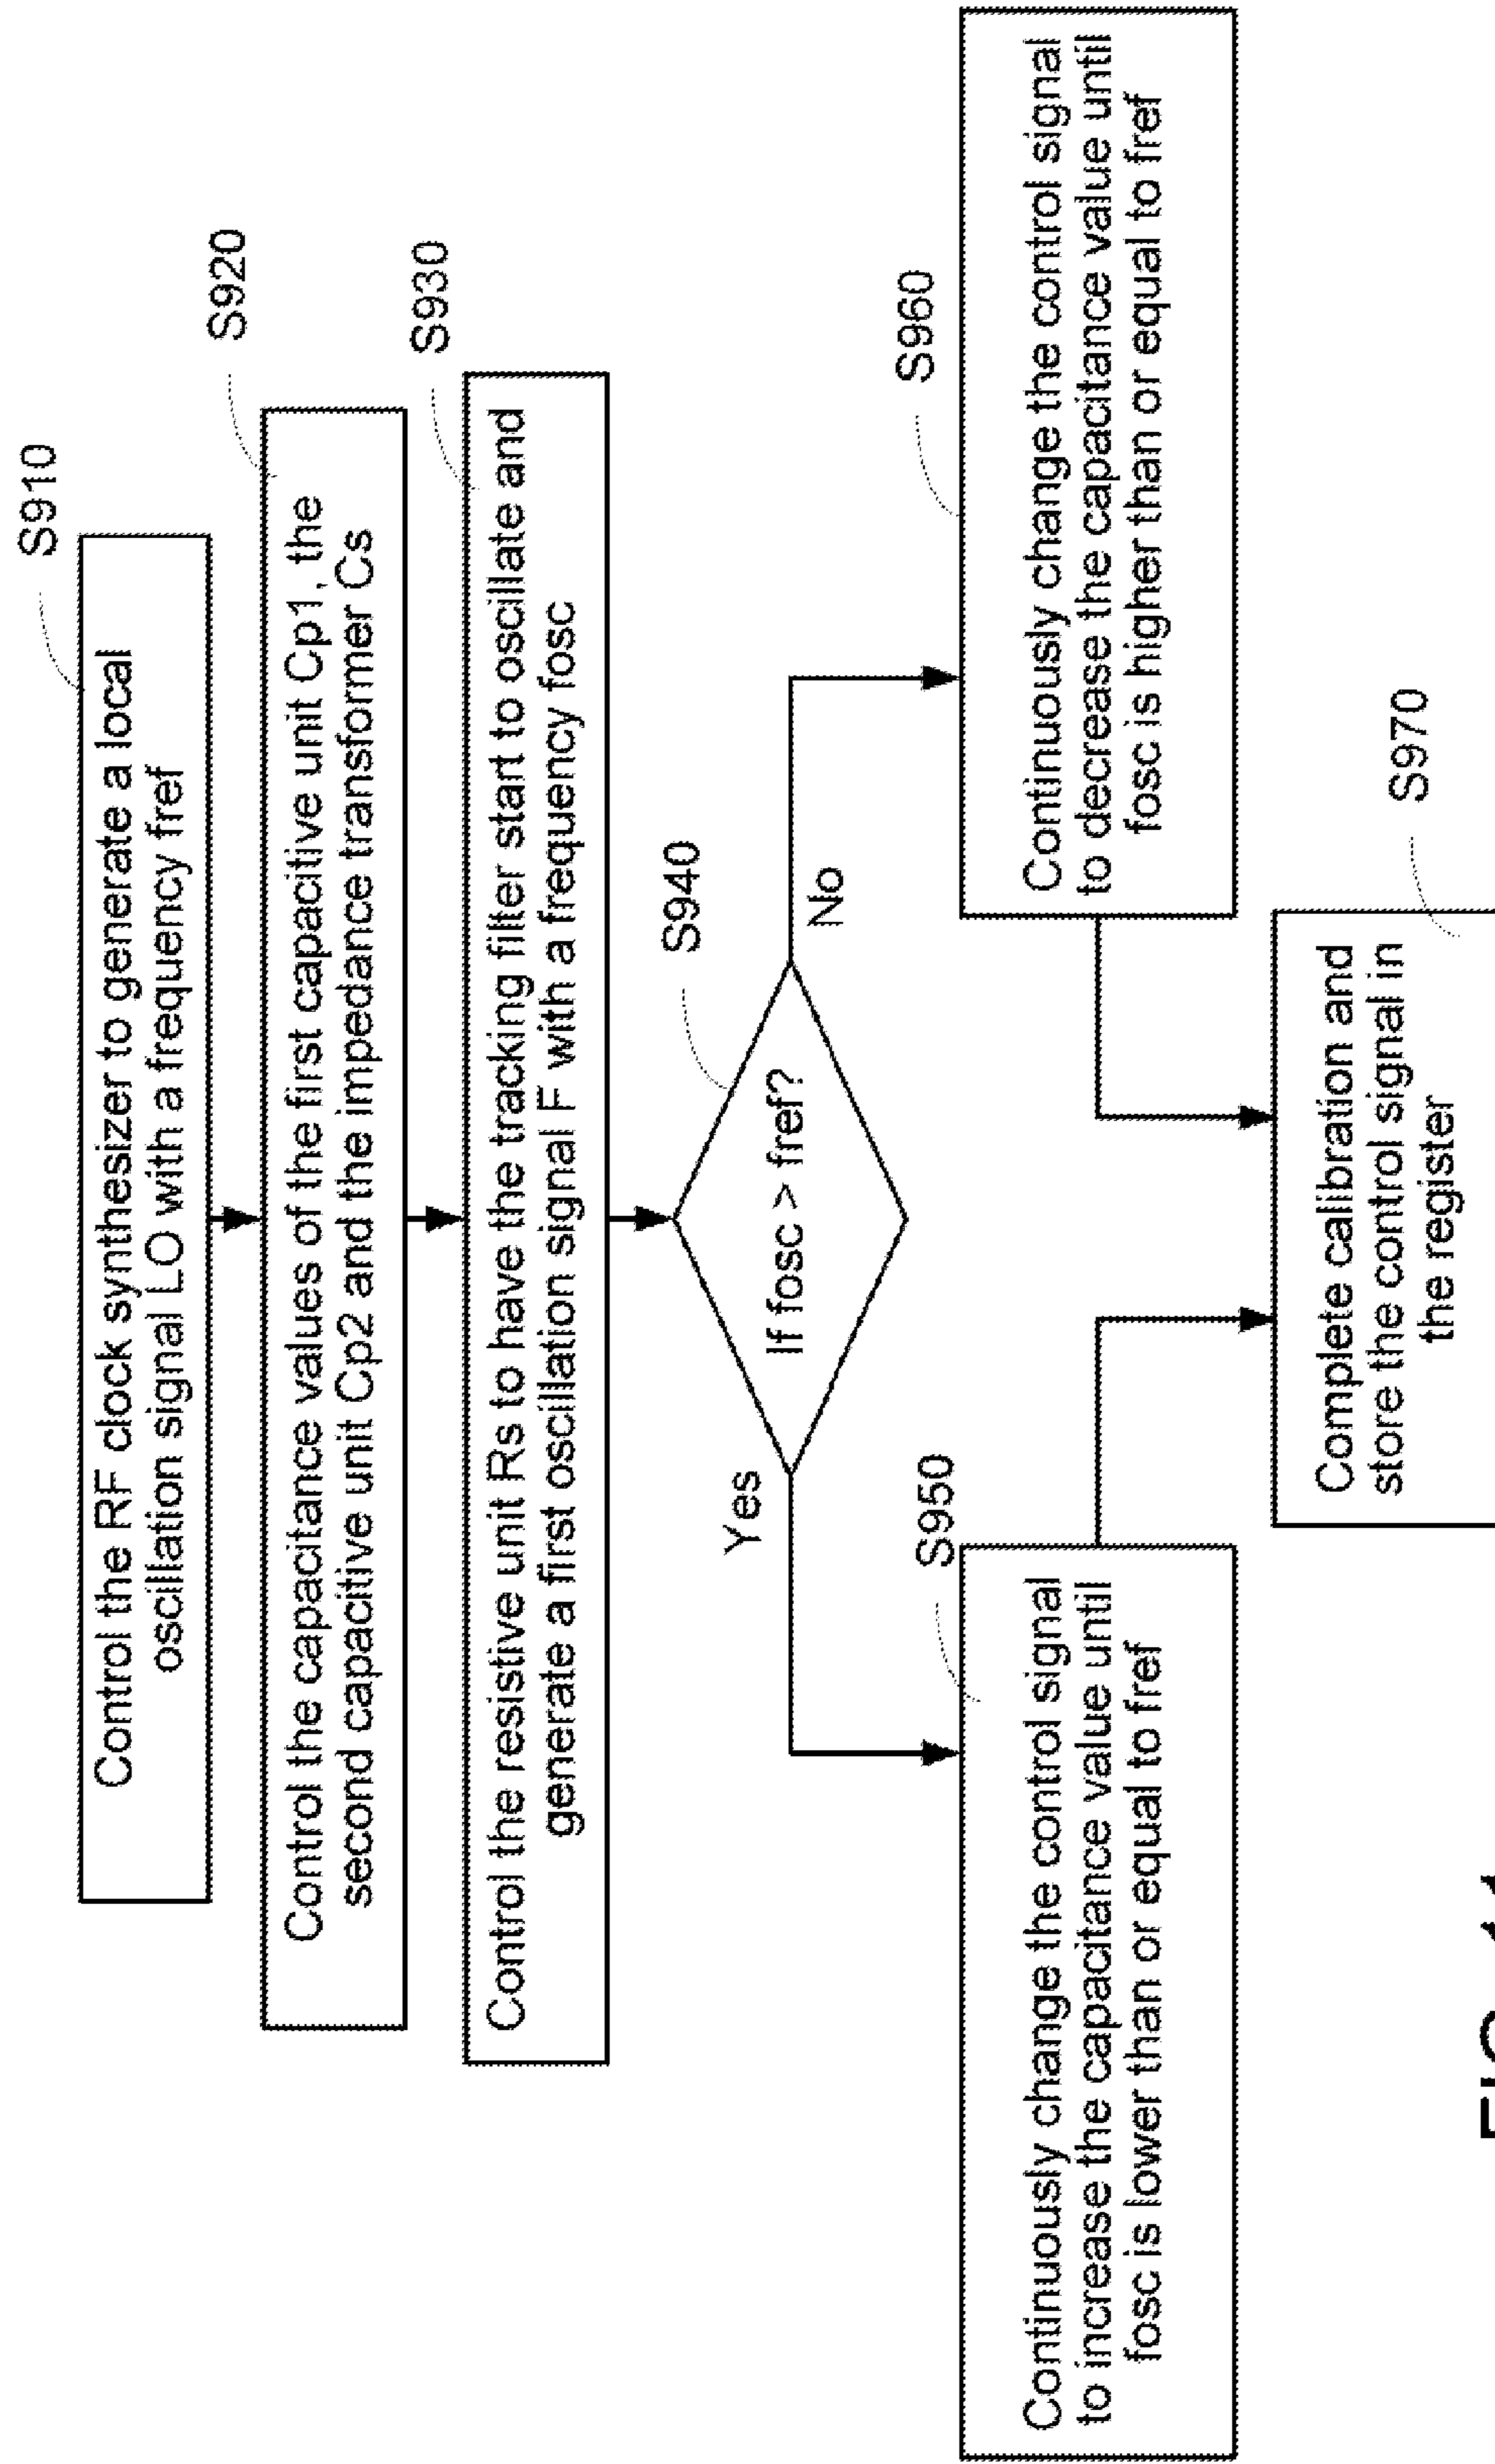 S910
Control the RF clock synthesizer to generate a local
oscillation signal LO with a frequency fref
S920
Control the capacitance values of the first capacitive unit Cp1, the
second capacitive unit Cp2 and the impedance transformer Cs
S930
Control the resistive unit Rs to have the tracking filter start to oscillate and
generate a first oscillation signal F with a frequency fosc
S940
If fosc > fref?
Yes
No
S950
Continuously change the control signal
to increase the capacitance value until
fosc is lower than or equal to fref
S960
Continuously change the control signal
to decrease the capacitance value until
fosc is higher than or equal to fref
S970
Complete calibration and
store the control signal in
the register